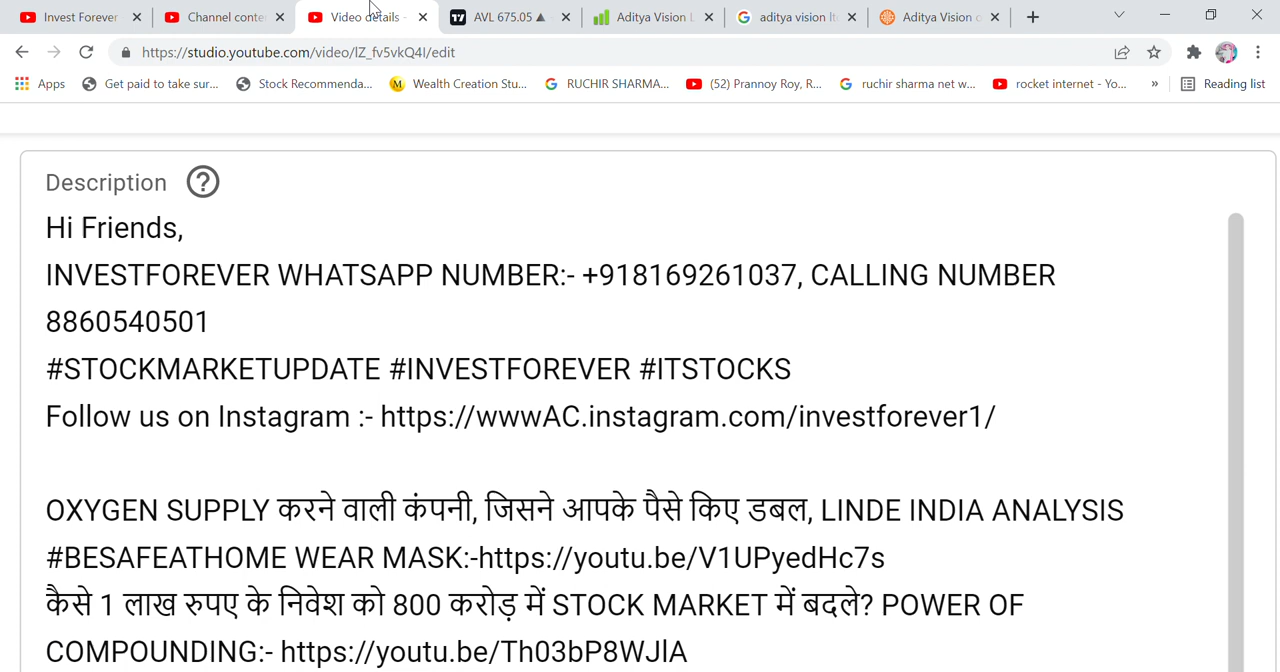 Invest Forever
Channel conte
Video details -
AVL 675.05 ▲
Aditya Vision L
aditya vision lt
Aditya Vision o
https://studio.youtube.com/video/lZ_fv5vkQ4I/edit
Apps
Get paid to take sur...
Stock Recommenda...
Wealth Creation Stu...
RUCHIR SHARMA...
(52) Prannoy Roy, R...
ruchir sharma net w...
rocket internet - Yo...
»
Reading list
Description
Hi Friends,
INVESTFOREVER WHATSAPP NUMBER:- +918169261037, CALLING NUMBER
8860540501
#STOCKMARKETUPDATE #INVESTFOREVER #ITSTOCKS
Follow us on Instagram :- https://wwwAC.instagram.com/investforever1/
OXYGEN SUPPLY करने वाली कंपनी, जिसने आपके पैसे किए डबल, LINDE INDIA ANALYSIS
#BESAFEATHOME WEAR MASK:-https://youtu.be/V1UPyedHc7s
कैसे 1 लाख रुपए के निवेश को 800 करोड़ में STOCK MARKET में बदले? POWER OF
COMPOUNDING:- https://youtu.be/Th03bP8WJlA